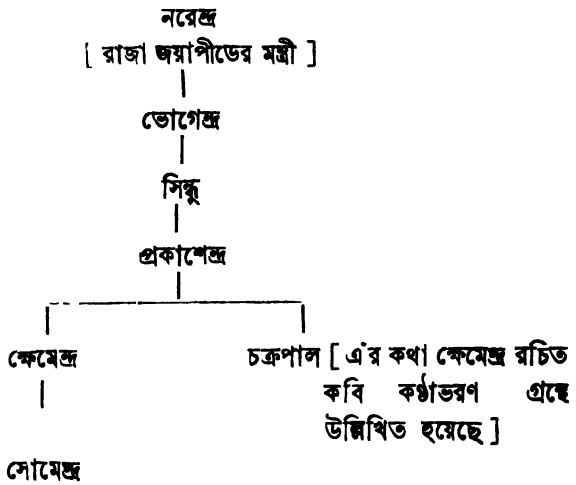 নরেন্দ্র
[ রাজা জয়াপীড়ের মন্ত্রী ]
ভোগেন্দ্র
সিন্ধু
প্রকাশেন্দ্র
ক্ষেমেন্দ্র
চক্রপাল [ এঁর কথা ক্ষেমেন্দ্র রচিত
কবি কণ্ঠাভরণ গ্রন্থে
উল্লিখিত হয়েছে ]
সোমেন্দ্র